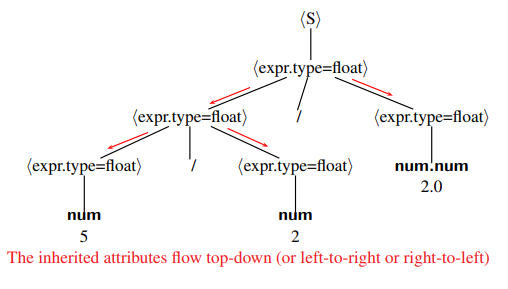 ⟨S⟩
⟨expr.type=float⟩
⟨expr.type=float⟩ / ⟨expr.type=float⟩
⟨expr.type=float⟩ / ⟨expr.type=float⟩ num.num
2.0
num num
5 2
The inherited attributes flow top-down (or left-to-right or right-to-left)